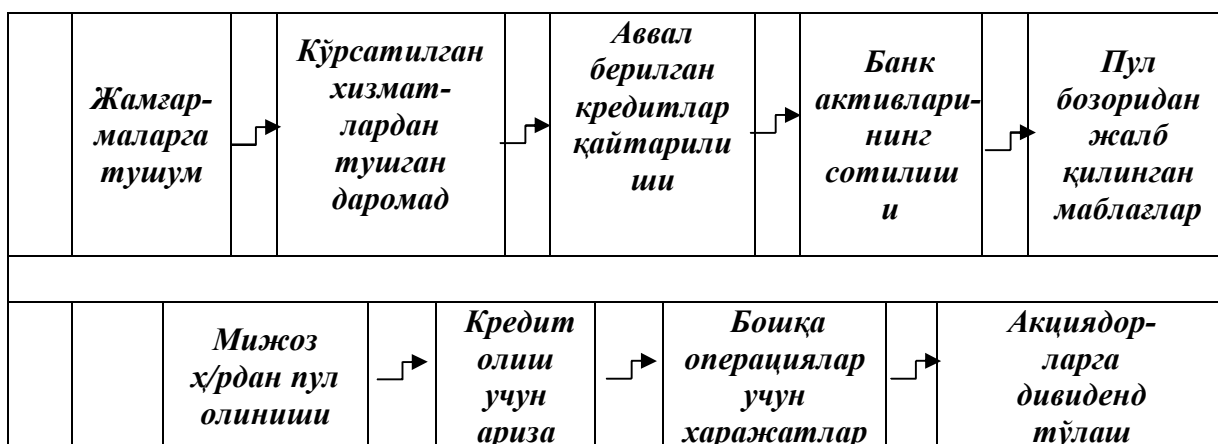 Жамғар-
маларга
тушум
Кўрсатилган
хизмат-
лардан
тушган
даромад
Аввал
берилган
кредитлар
қайтарили
ши
Банк
активлари-
нинг
сотилиш
и
Пул
бозоридан
жалб
қилинган
маблағлар
Мижоз
ҳ/рдан пул
олиниши
Кредит
олиш
учун
ариза
Бошқа
операциялар
учун
харажатлар
Акциядор-
ларга
дивиденд
тўлаш